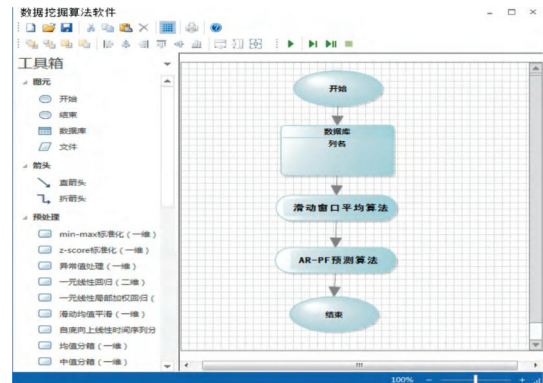 数据挖掘算法软件
工具箱
图元
开始
结束
数据库
文件
箭头
直箭头
折箭头
预处理
min-max标准化（一维）
z-score标准化（一维）
异常值处理（一维）
一元线性回归（二维）
一元线性局部加权回归（
滑动均值平滑（一维）
自底向上线性时间序列分
均值分箱（一维）
中值分箱（一维）
开始
数据库
列名
滑动窗口平均算法
AR-PF预测算法
结束
100%